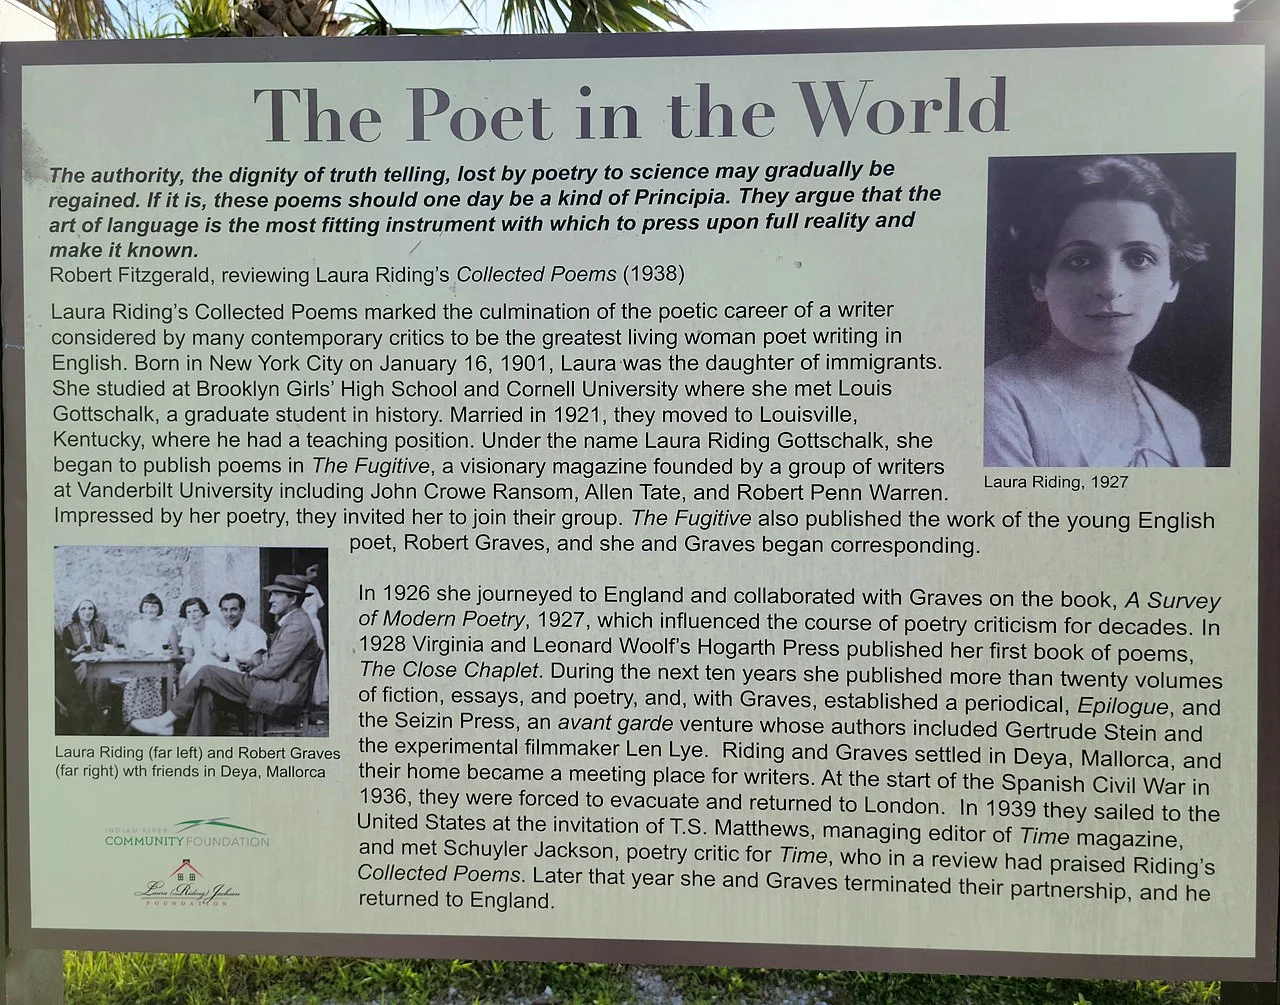 The Poet in the World
The authority, the dignity of truth telling, lost by poetry to science may gradually be
regained. If it is, these poems should one day be a kind of Principia. They argue that the
art of language is the most fitting instrument with which to press upon full reality and
make it known.
Robert Fitzgerald, reviewing Laura Riding's Collected Poems (1938)
Laura Riding's Collected Poems marked the culmination of the poetic career of a writer
considered by many contemporary critics to be the greatest living woman poet writing in
English. Born in New York City on January 16, 1901, Laura was the daughter of immigrants.
She studied at Brooklyn Girls' High School and Cornell University where she met Louis
Gottschalk, a graduate student in history. Married in 1921, they moved to Louisville,
Kentucky, where he had a teaching position. Under the name Laura Riding Gottschalk, she
began to publish poems in The Fugitive, a visionary magazine founded by a group of writers
at Vanderbilt University including John Crowe Ransom, Allen Tate, and Robert Penn Warren.
Impressed by her poetry, they invited her to join their group. The Fugitive also published the work of the young English
poet, Robert Graves, and she and Graves began corresponding.
Laura Riding, 1927
In 1926 she journeyed to England and collaborated with Graves on the book, A Survey
of Modern Poetry, 1927, which influenced the course of poetry criticism for decades. In
1928 Virginia and Leonard Woolf's Hogarth Press published her first book of poems,
The Close Chaplet. During the next ten years she published more than twenty volumes
of fiction, essays, and poetry, and, with Graves, established a periodical, Epilogue, and
the Seizin Press, an avant garde venture whose authors included Gertrude Stein and
the experimental filmmaker Len Lye. Riding and Graves settled in Deya, Mallorca, and
their home became a meeting place for writers. At the start of the Spanish Civil War in
1936, they were forced to evacuate and returned to London. In 1939 they sailed to the
United States at the invitation of T.S. Matthews, managing editor of Time magazine,
and met Schuyler Jackson, poetry critic for Time, who in a review had praised Riding's
Collected Poems. Later that year she and Graves terminated their partnership, and he
returned to England.
Laura Riding (far left) and Robert Graves
(far right) wth friends in Deya, Mallorca
INDIAN RIVER
COMMUNITY FOUNDATION
Laura (Riding) Jackson
FOUNDATION